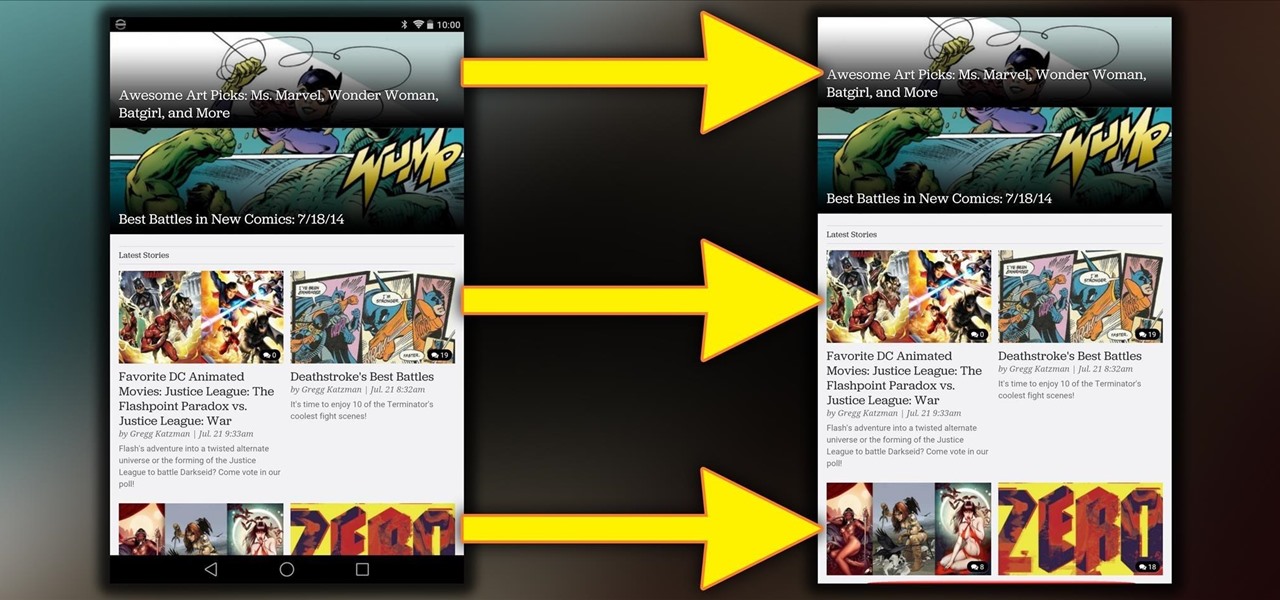 10:00
Awesome Art Picks: Ms. Marvel, Wonder Woman,
Batgirl, and More
WUMP
Best Battles in New Comics: 7/18/14
Latest Stories
I'VE BEEN
I'M
STRONGER.
FASTER.
0
19
Favorite DC Animated
Movies: Justice League: The
Flashpoint Paradox vs.
Justice League: War
by Gregg Katzman | Jul. 21 9:33am
Flash's adventure into a twisted alternate
universe or the forming of the Justice
League to battle Darkseid? Come vote in our
poll!
Deathstroke's Best Battles
by Gregg Katzman | Jul. 21 8:32am
It's time to enjoy 10 of the Terminator's
coolest fight scenes!
ZERO
Awesome Art Picks: Ms. Marvel, Wonder Woman,
Batgirl, and More
WUMP
Best Battles in New Comics: 7/18/14
Latest Stories
I'VE BEEN
I'M
STRONGER.
FASTER.
0
19
Favorite DC Animated
Movies: Justice League: The
Flashpoint Paradox vs.
Justice League: War
by Gregg Katzman | Jul. 21 9:33am
Flash's adventure into a twisted alternate
universe or the forming of the Justice
League to battle Darkseid? Come vote in our
poll!
Deathstroke's Best Battles
by Gregg Katzman | Jul. 21 8:32am
It's time to enjoy 10 of the Terminator's
coolest fight scenes!
8
ZERO
18